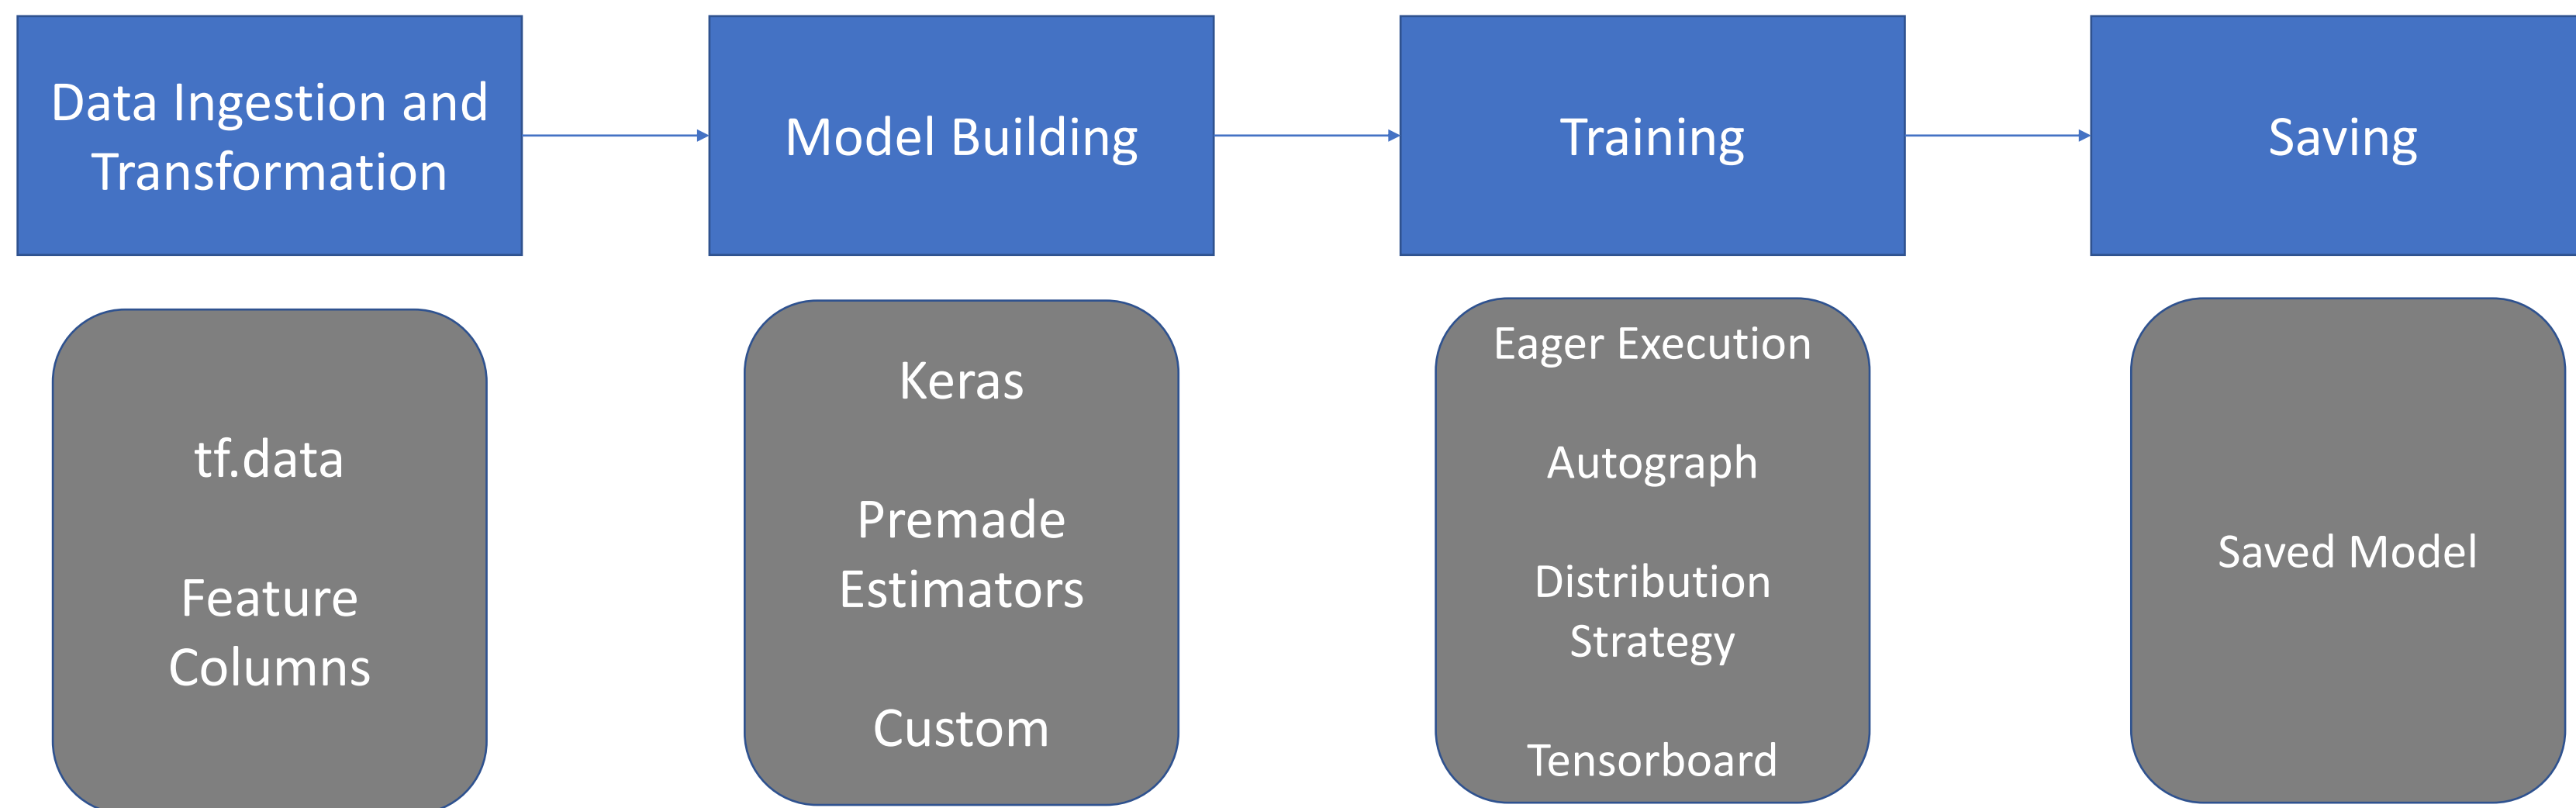 Data Ingestion and
Transformation
Model Building
Training
Saving
tf.data
Feature
Columns
Keras
Premade
Estimators
Custom
Eager Execution
Autograph
Distribution
Strategy
Tensorboard
Saved Model